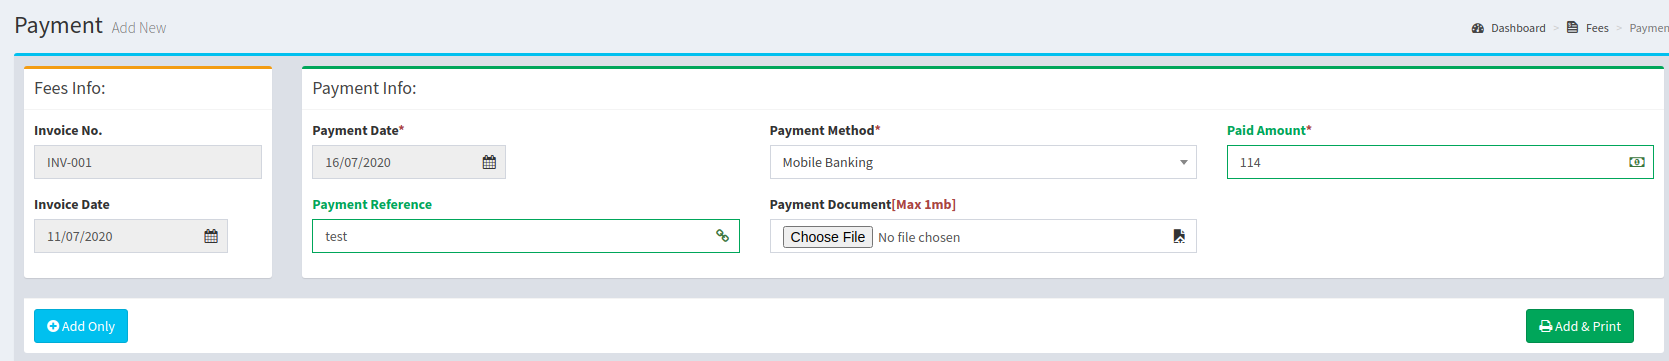 Payment Add New
Dashboard > Fees > Paymen
Fees Info:
Invoice No.
INV-001
Invoice Date
11/07/2020
Payment Info:
Payment Date* Payment Method* Paid Amount*
16/07/2020 Mobile Banking 114
Payment Reference Payment Document[Max 1mb]
test Choose File No file chosen
Add Only Add & Print